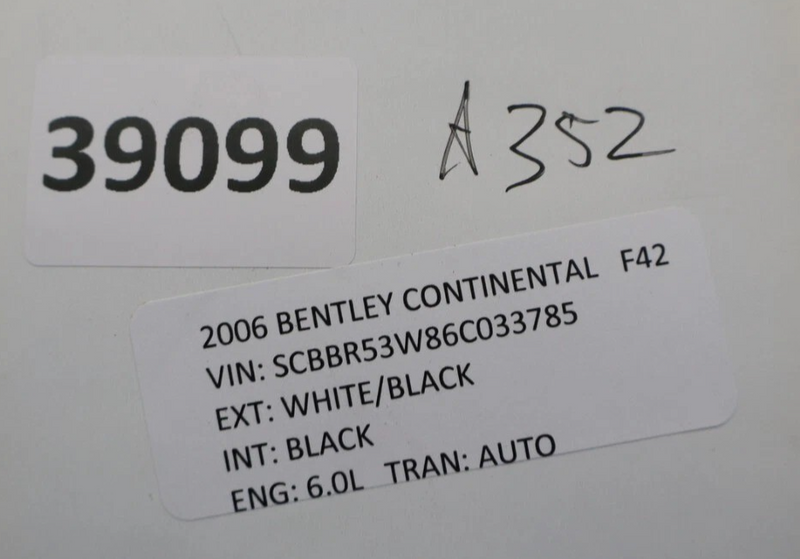 39099
A352
2006 BENTLEY CONTINENTAL F42
VIN: SCBBR53W86C033785
EXT: WHITE/BLACK
INT: BLACK
ENG: 6.0L TRAN: AUTO